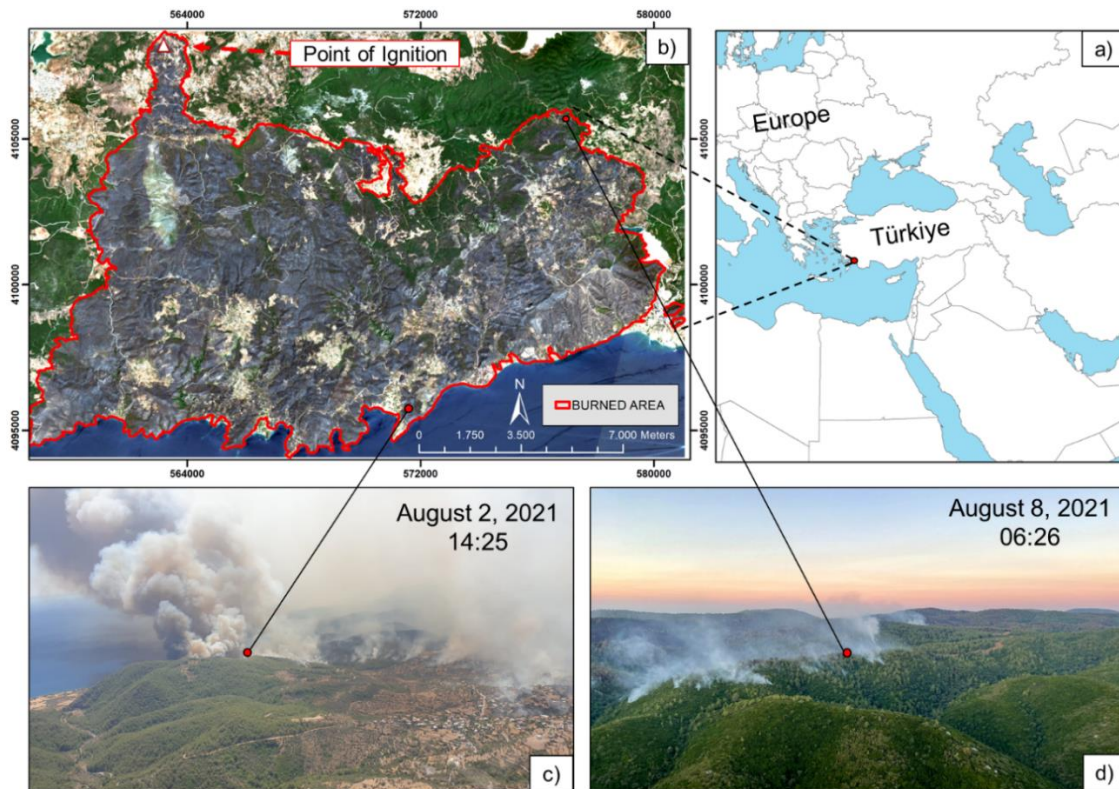 564000 572000 580000
Point of Ignition
b)
4105000
4105000
4100000
4100000
4095000
4095000
N
BURNED AREA
0 1.750 3.500 7.000 Meters
564000 572000 580000
a)
Europe
Türkiye
August 2, 2021
14:25
c)
August 8, 2021
06:26
d)